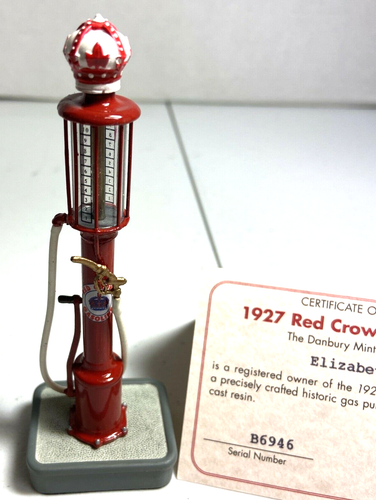 CERTIFICATE O
1927 Red Crow
The Danbury Mint
Elizabe
is a registered owner of the 192
a precisely crafted historic gas pu
cast resin.
B6946
Serial Number